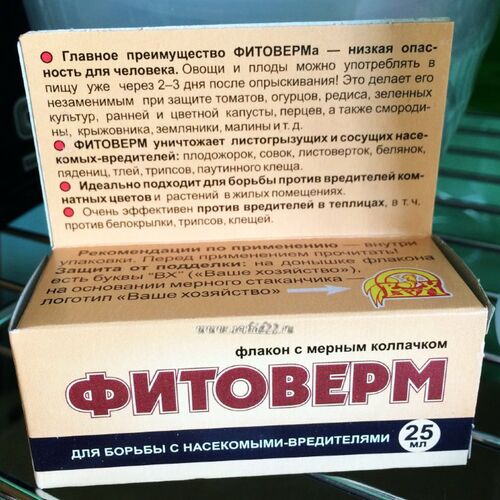 Главное преимущество ФИТОВЕРМа — низкая опас-
ность для человека. Овощи и плоды можно употреблять в
пищу уже через 2–3 дня после опрыскивания! Это делает его
незаменимым при защите томатов, огурцов, редиса, зеленных
культур, ранней и цветной капусты, перцев, а также смороди-
ны, крыжовника, земляники, малины и т. д.
ФИТОВЕРМ уничтожает листогрызущих и сосущих насе-
комых-вредителей: плодожорок, совок, листоверток, белянок,
пядениц, тлей, трипсов, паутинного клеща.
Идеально подходит для борьбы против вредителей ком-
натных цветов и растений в жилых помещениях.
Очень эффективен против вредителей в теплицах, в т. ч.
против белокрылки, трипсов, клещей.
Рекомендации по применению — внутри
упаковки. Перед применением прочитать!
Защита от подделки: на донышке флакона
есть буквы "ВХ" («Ваше хозяйство»),
на основании мерного стаканчика —
логотип «Ваше хозяйство»
флакон с мерным колпачком
ФИТОВЕРМ
ДЛЯ БОРЬБЫ С НАСЕКОМЫМИ-ВРЕДИТЕЛЯМИ
25
МЛ